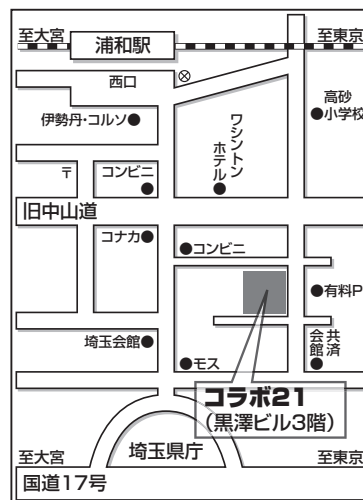 至大宮
浦和駅
至東京
西口
伊勢丹・コルソ
ワシントンホテル
高砂
小学校
〒
コンビニ
旧中山道
コナカ
コンビニ
有料P
埼玉会館
モス
共済
会館
コラボ21
(黒澤ビル3階)
至大宮
埼玉県庁
至東京
国道17号